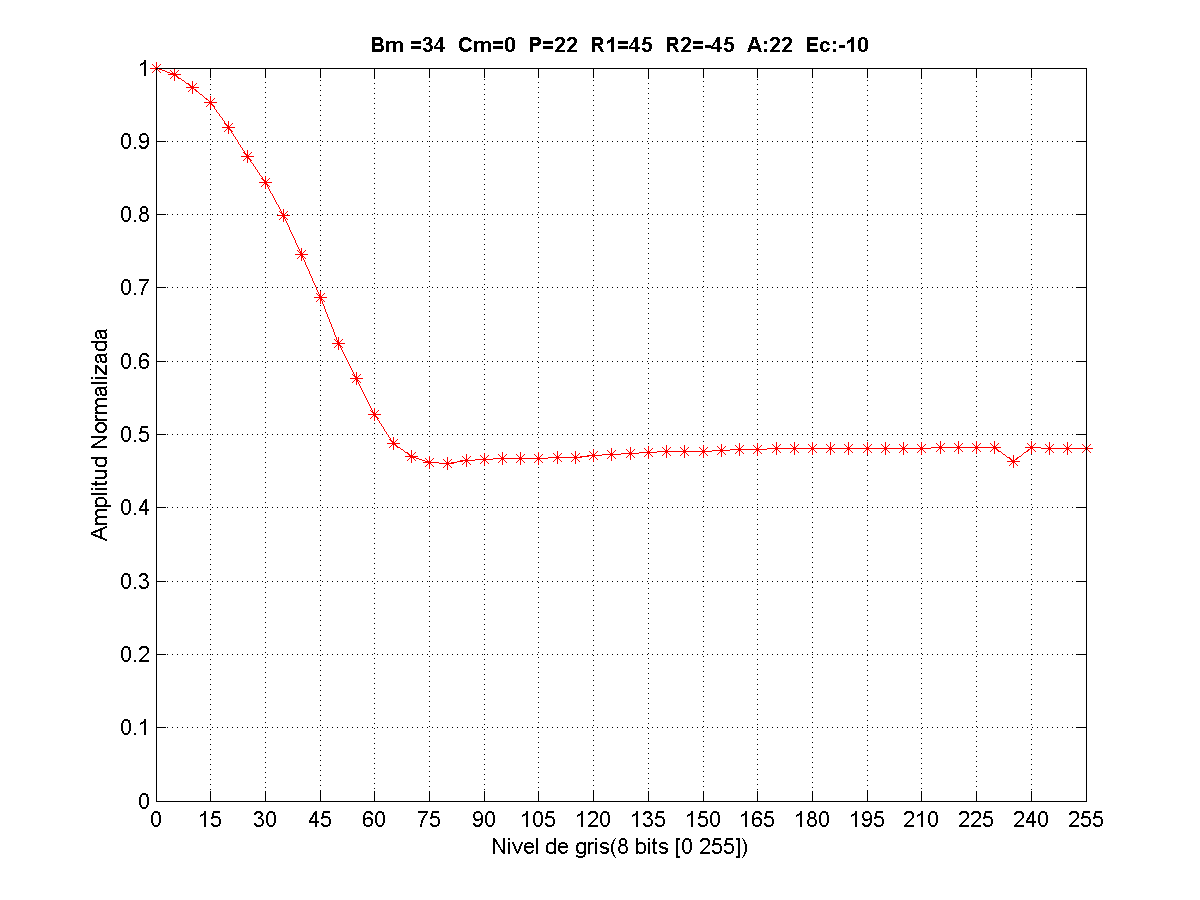 Bm =34 Cm=0 P=22 R1=45 R2=-45 A:22 Ec:-10
1
0.9
0.8
0.7
0.6
0.5
0.4
0.3
0.2
0.1
0
Amplitud Normalizada
0 15 30 45 60 75 90 105 120 135 150 165 180 195 210 225 240 255
Nivel de gris(8 bits [0 255])